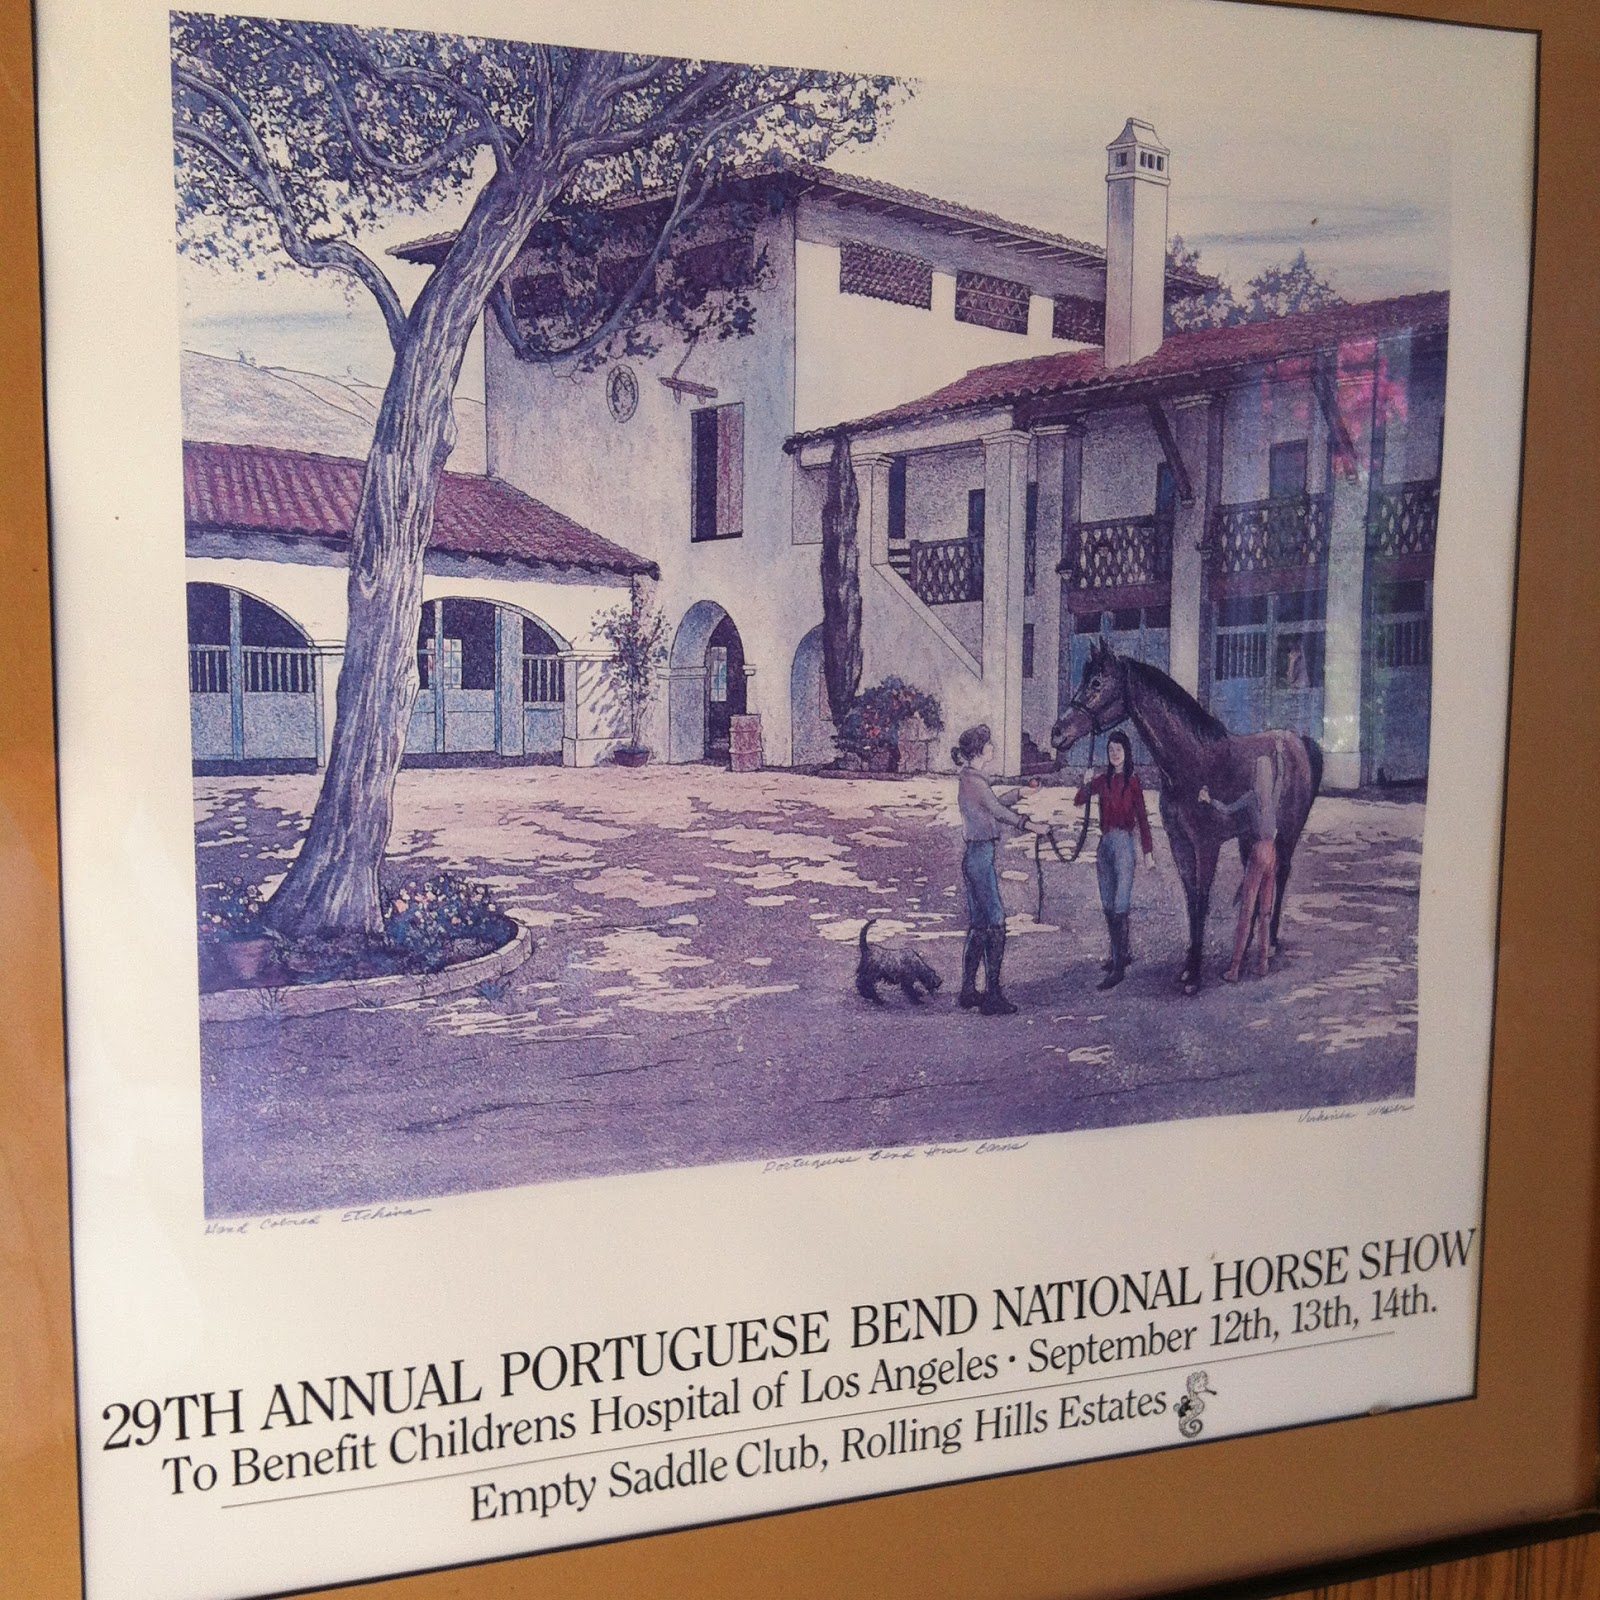 Hand Colored Etching
Portuguese Bend Horse Barns
29TH ANNUAL PORTUGUESE BEND NATIONAL HORSE SHOW
To Benefit Childrens Hospital of Los Angeles · September 12th, 13th, 14th.
Empty Saddle Club, Rolling Hills Estates